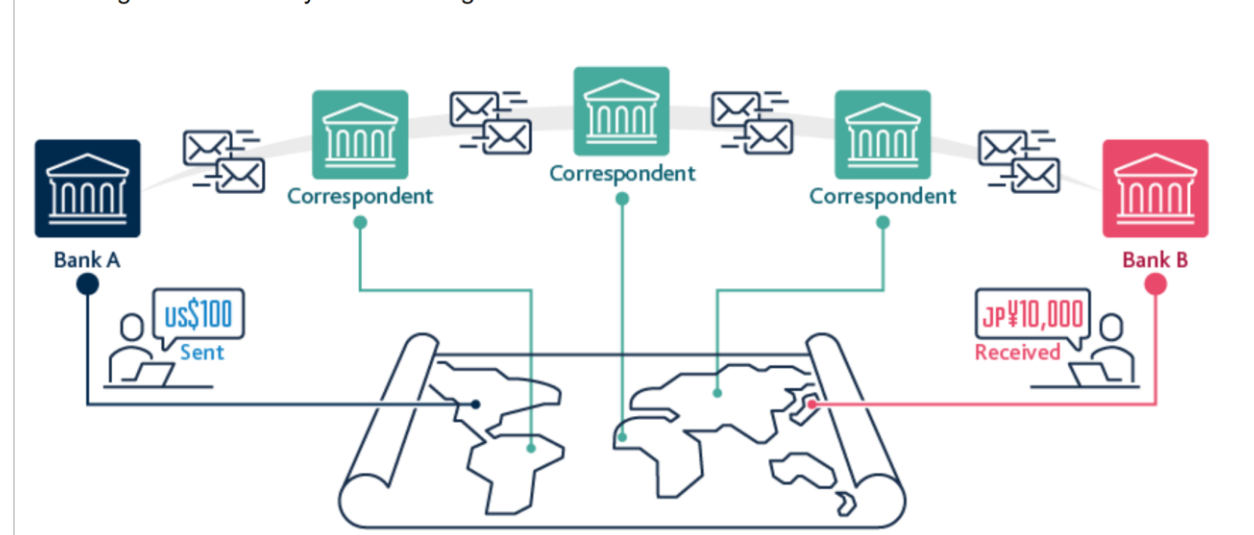 Correspondent
Correspondent
Correspondent
Bank A
Bank B
US$100
Sent
JP¥10,000
Received